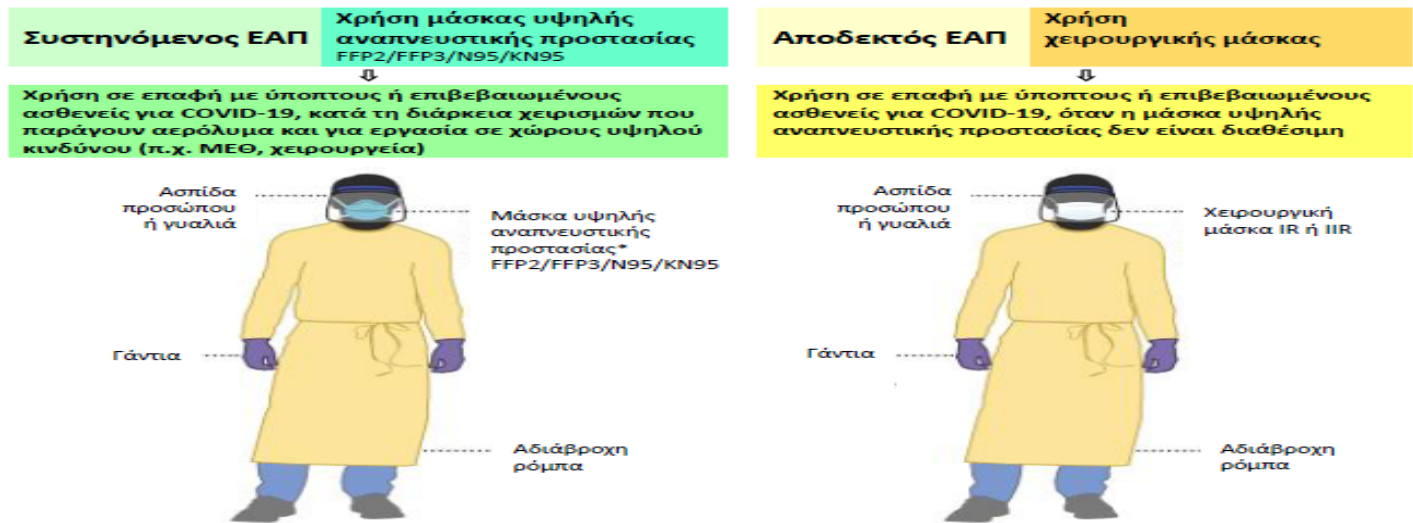 Συστηνόμενος ΕΑΠ
Χρήση μάσκας υψηλής
αναπνευστικής προστασίας
FFP2/FFP3/N95/KN95
Χρήση σε επαφή με ύποπτους ή επιβεβαιωμένους
ασθενείς για COVID-19, κατά τη διάρκεια χειρισμών που
παράγουν αερόλυμα και για εργασία σε χώρους υψηλού
κινδύνου (π.χ. ΜΕΘ, χειρουργεία)
Ασπίδα
προσώπου
ή γυαλιά
Μάσκα υψηλής
αναπνευστικής
προστασίας*
FFP2/FFP3/N95/KN95
Γάντια
Αδιάβροχη
ρόμπα
Αποδεκτός ΕΑΠ
Χρήση
χειρουργικής μάσκας
Χρήση σε επαφή με ύποπτους ή επιβεβαιωμένους
ασθενείς για COVID-19, όταν η μάσκα υψηλής
αναπνευστικής προστασίας δεν είναι διαθέσιμη
Ασπίδα
προσώπου
ή γυαλιά
Χειρουργική
μάσκα IR ή IIR
Γάντια
Αδιάβροχη
ρόμπα